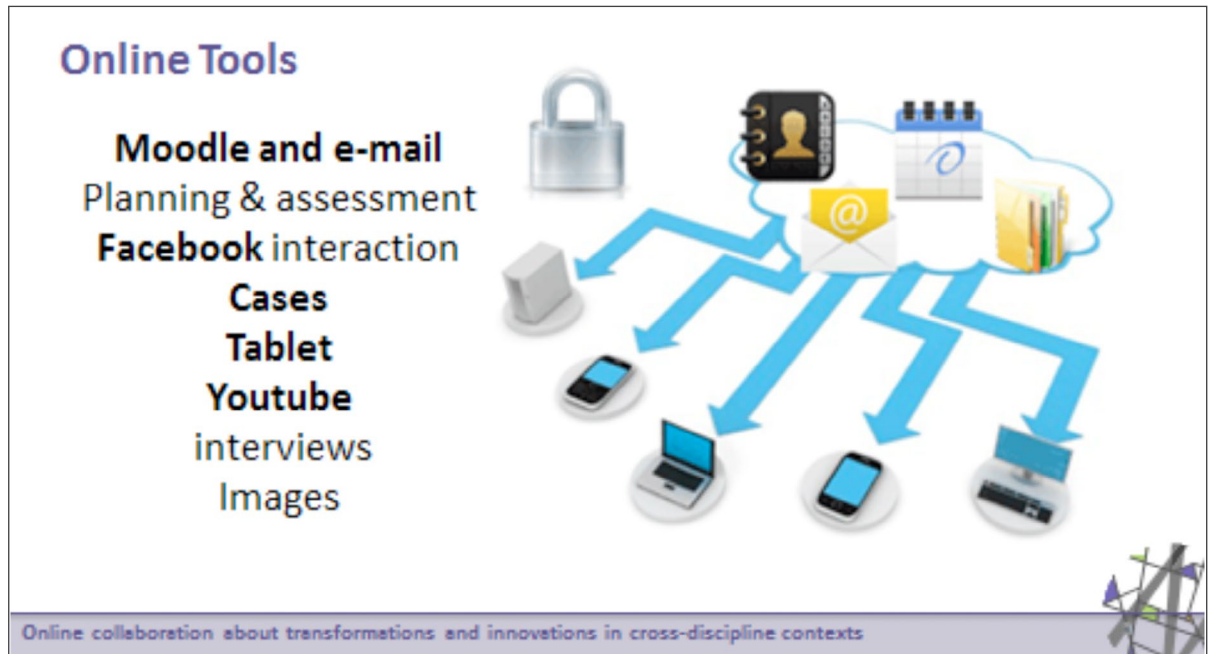 Online Tools
Moodle and e-mail
Planning & assessment
Facebook interaction
Cases
Tablet
Youtube
interviews
Images
@
Online collaboration about transformations and innovations in cross-discipline contexts